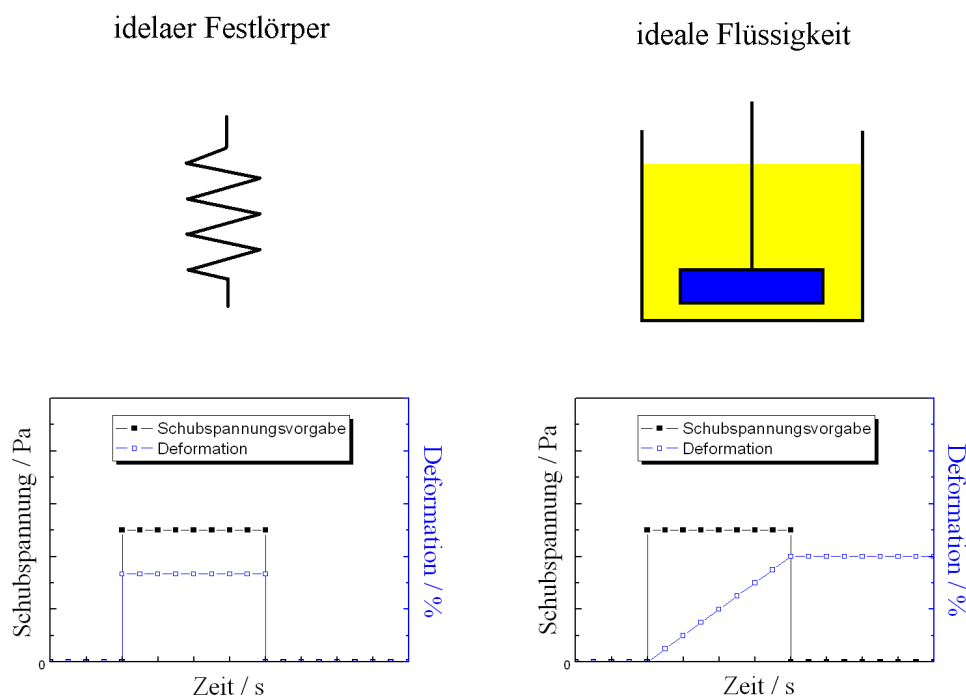 idelaer Festlörper
ideale Flüssigkeit
Schubspannung / Pa
Schubspannungsvorgabe
Deformation
Deformation / %
0
Zeit / s
Schubspannung / Pa
Schubspannungsvorgabe
Deformation
Deformation / %
0
Zeit / s